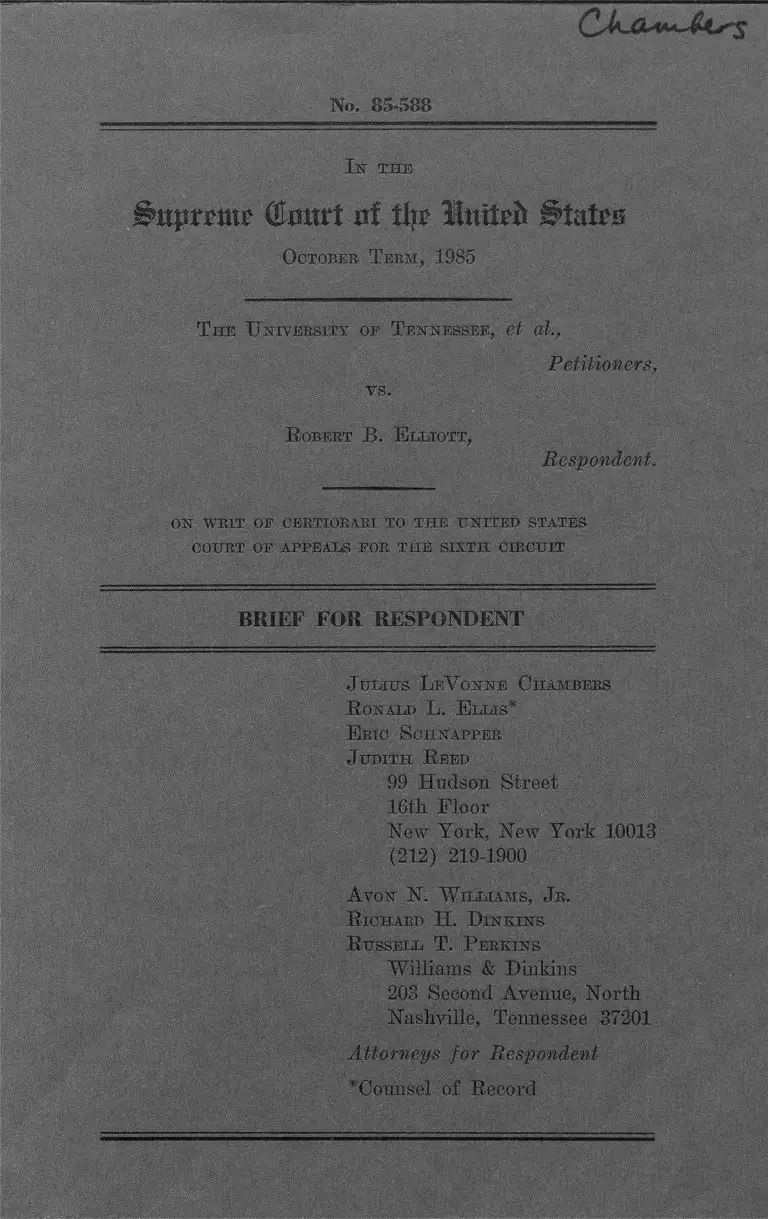 Chambers
No. 85-588
In the
Supreme Court of the United States
October Term, 1985
The University of Tennessee, et al.,
Petitioners,
vs.
Robert B. Elliott,
Respondent.
ON WRIT OF CERTIORARI TO THE UNITED STATES
COURT OF APPEALS FOR THE SIXTH CIRCUIT
BRIEF FOR RESPONDENT
Julius LeVonne Chambers
Ronald L. Ellis*
Eric Schnapper
Judith Reed
99 Hudson Street
16th Floor
New York, New York 10013
(212) 219-1900
Avon N. Williams, Jr.
Richard H. Dinkins
Russell T. Perkins
Williams & Dinkins
203 Second Avenue, North
Nashville, Tennessee 37201
Attorneys for Respondent
*Counsel of Record